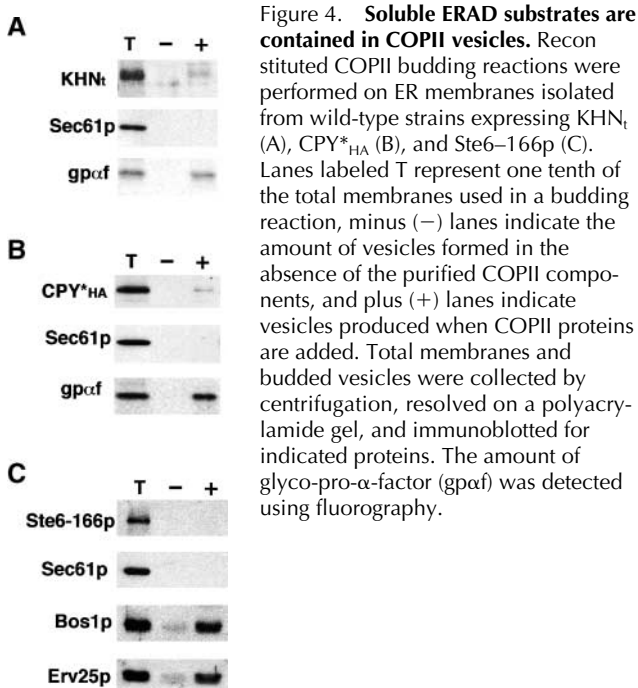 A
T − +
KHNt
Sec61p
gpαf
B
T − +
CPY*HA
Sec61p
gpαf
C
T − +
Ste6-166p
Sec61p
Bos1p
Erv25p
Figure 4. Soluble ERAD substrates are
contained in COPII vesicles. Recon
stituted COPII budding reactions were
performed on ER membranes isolated
from wild-type strains expressing KHNt
(A), CPY*HA (B), and Ste6–166p (C).
Lanes labeled T represent one tenth of
the total membranes used in a budding
reaction, minus (−) lanes indicate the
amount of vesicles formed in the
absence of the purified COPII compo-
nents, and plus (+) lanes indicate
vesicles produced when COPII proteins
are added. Total membranes and
budded vesicles were collected by
centrifugation, resolved on a polyacry-
lamide gel, and immunoblotted for
indicated proteins. The amount of
glyco-pro-α-factor (gpαf) was detected
using fluorography.